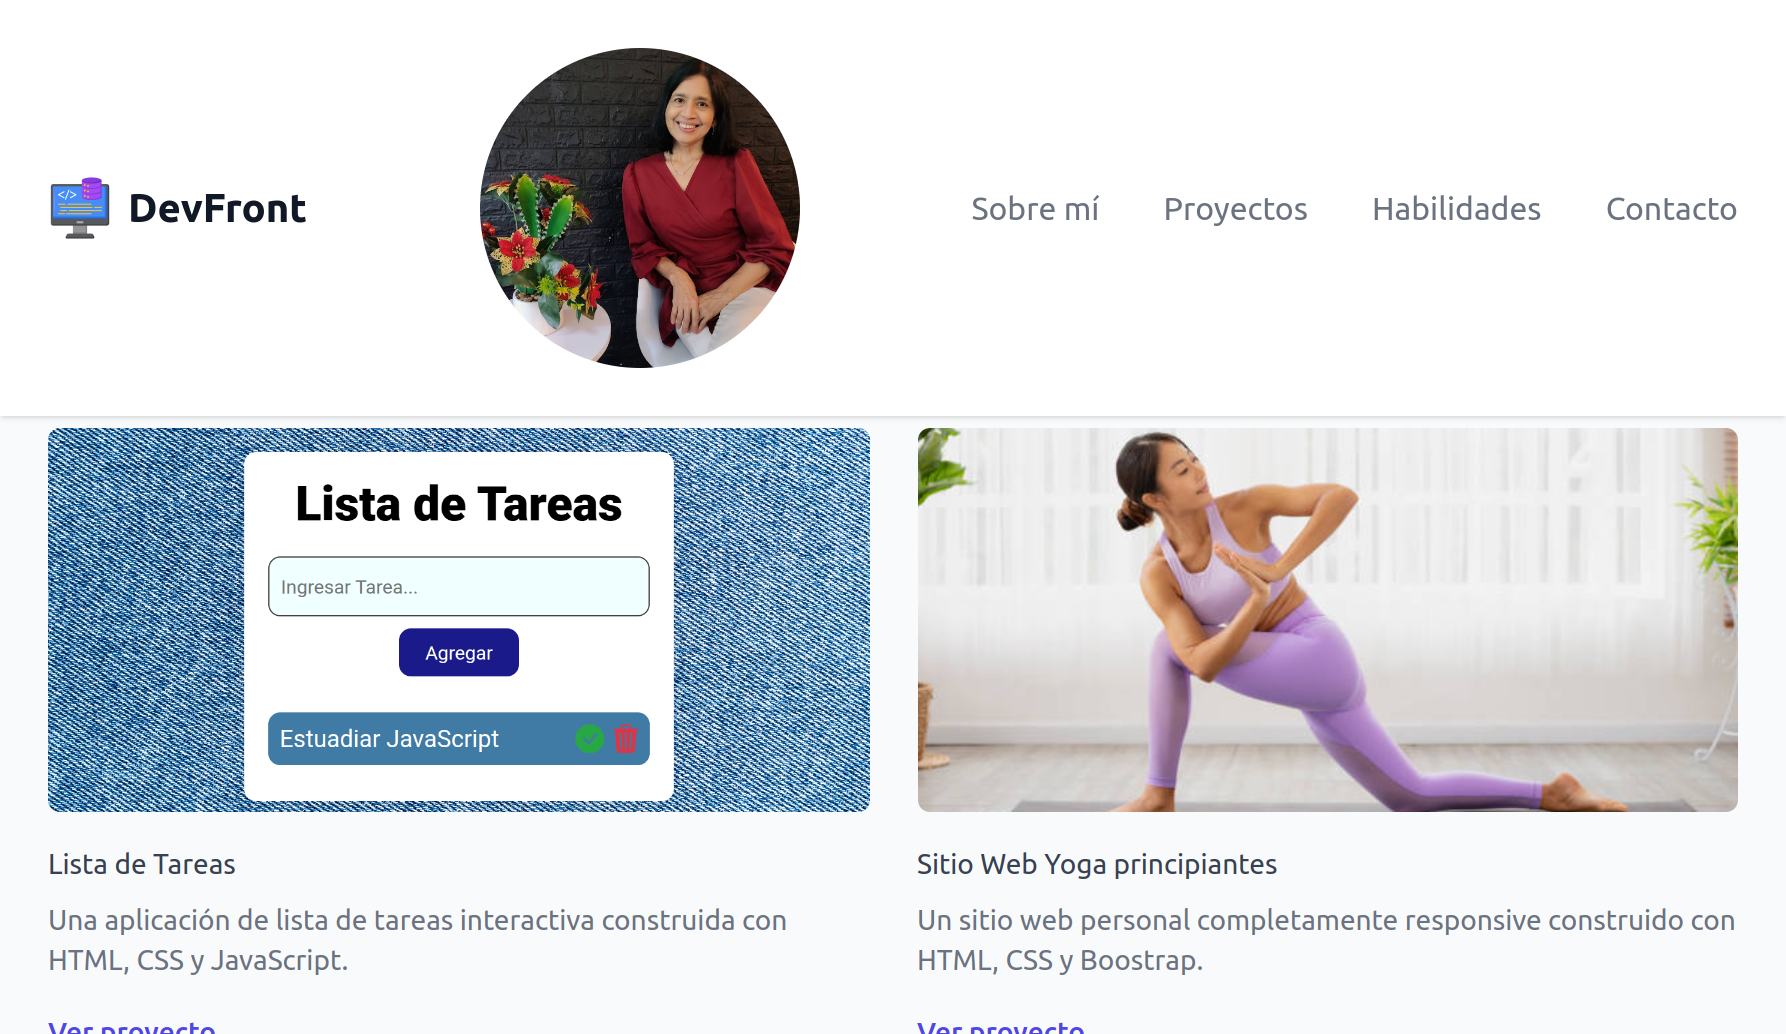 DevFront
Sobre mí
Proyectos
Habilidades
Contacto
Lista de Tareas
Ingresar Tarea...
Agregar
Estuadiar JavaScript
Lista de Tareas
Una aplicación de lista de tareas interactiva construida con
HTML, CSS y JavaScript.
Ver proyecto
Sitio Web Yoga principiantes
Un sitio web personal completamente responsive construido con
HTML, CSS y Boostrap.
Ver proyecto